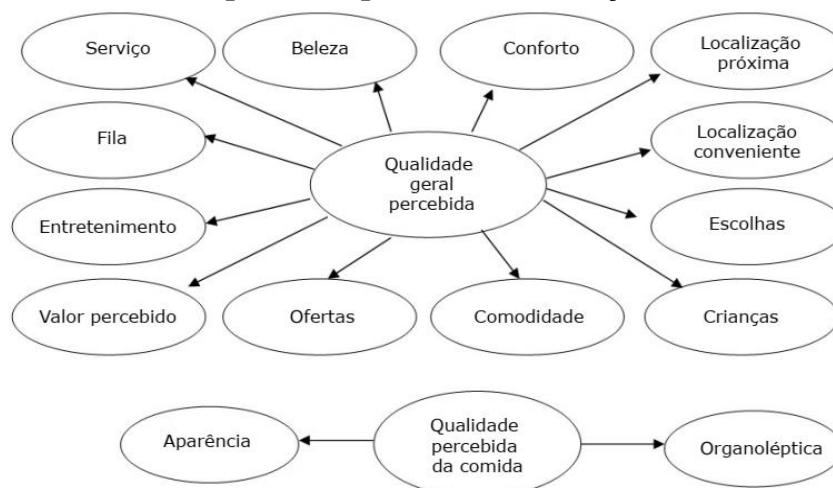 Serviço
Beleza
Conforto
Localização
próxima
Fila
Qualidade
geral
percebida
Localização
conveniente
Entretenimento
Escolhas
Valor percebido
Ofertas
Comodidade
Crianças
Aparência
Qualidade
percebida
da comida
Organoléptica